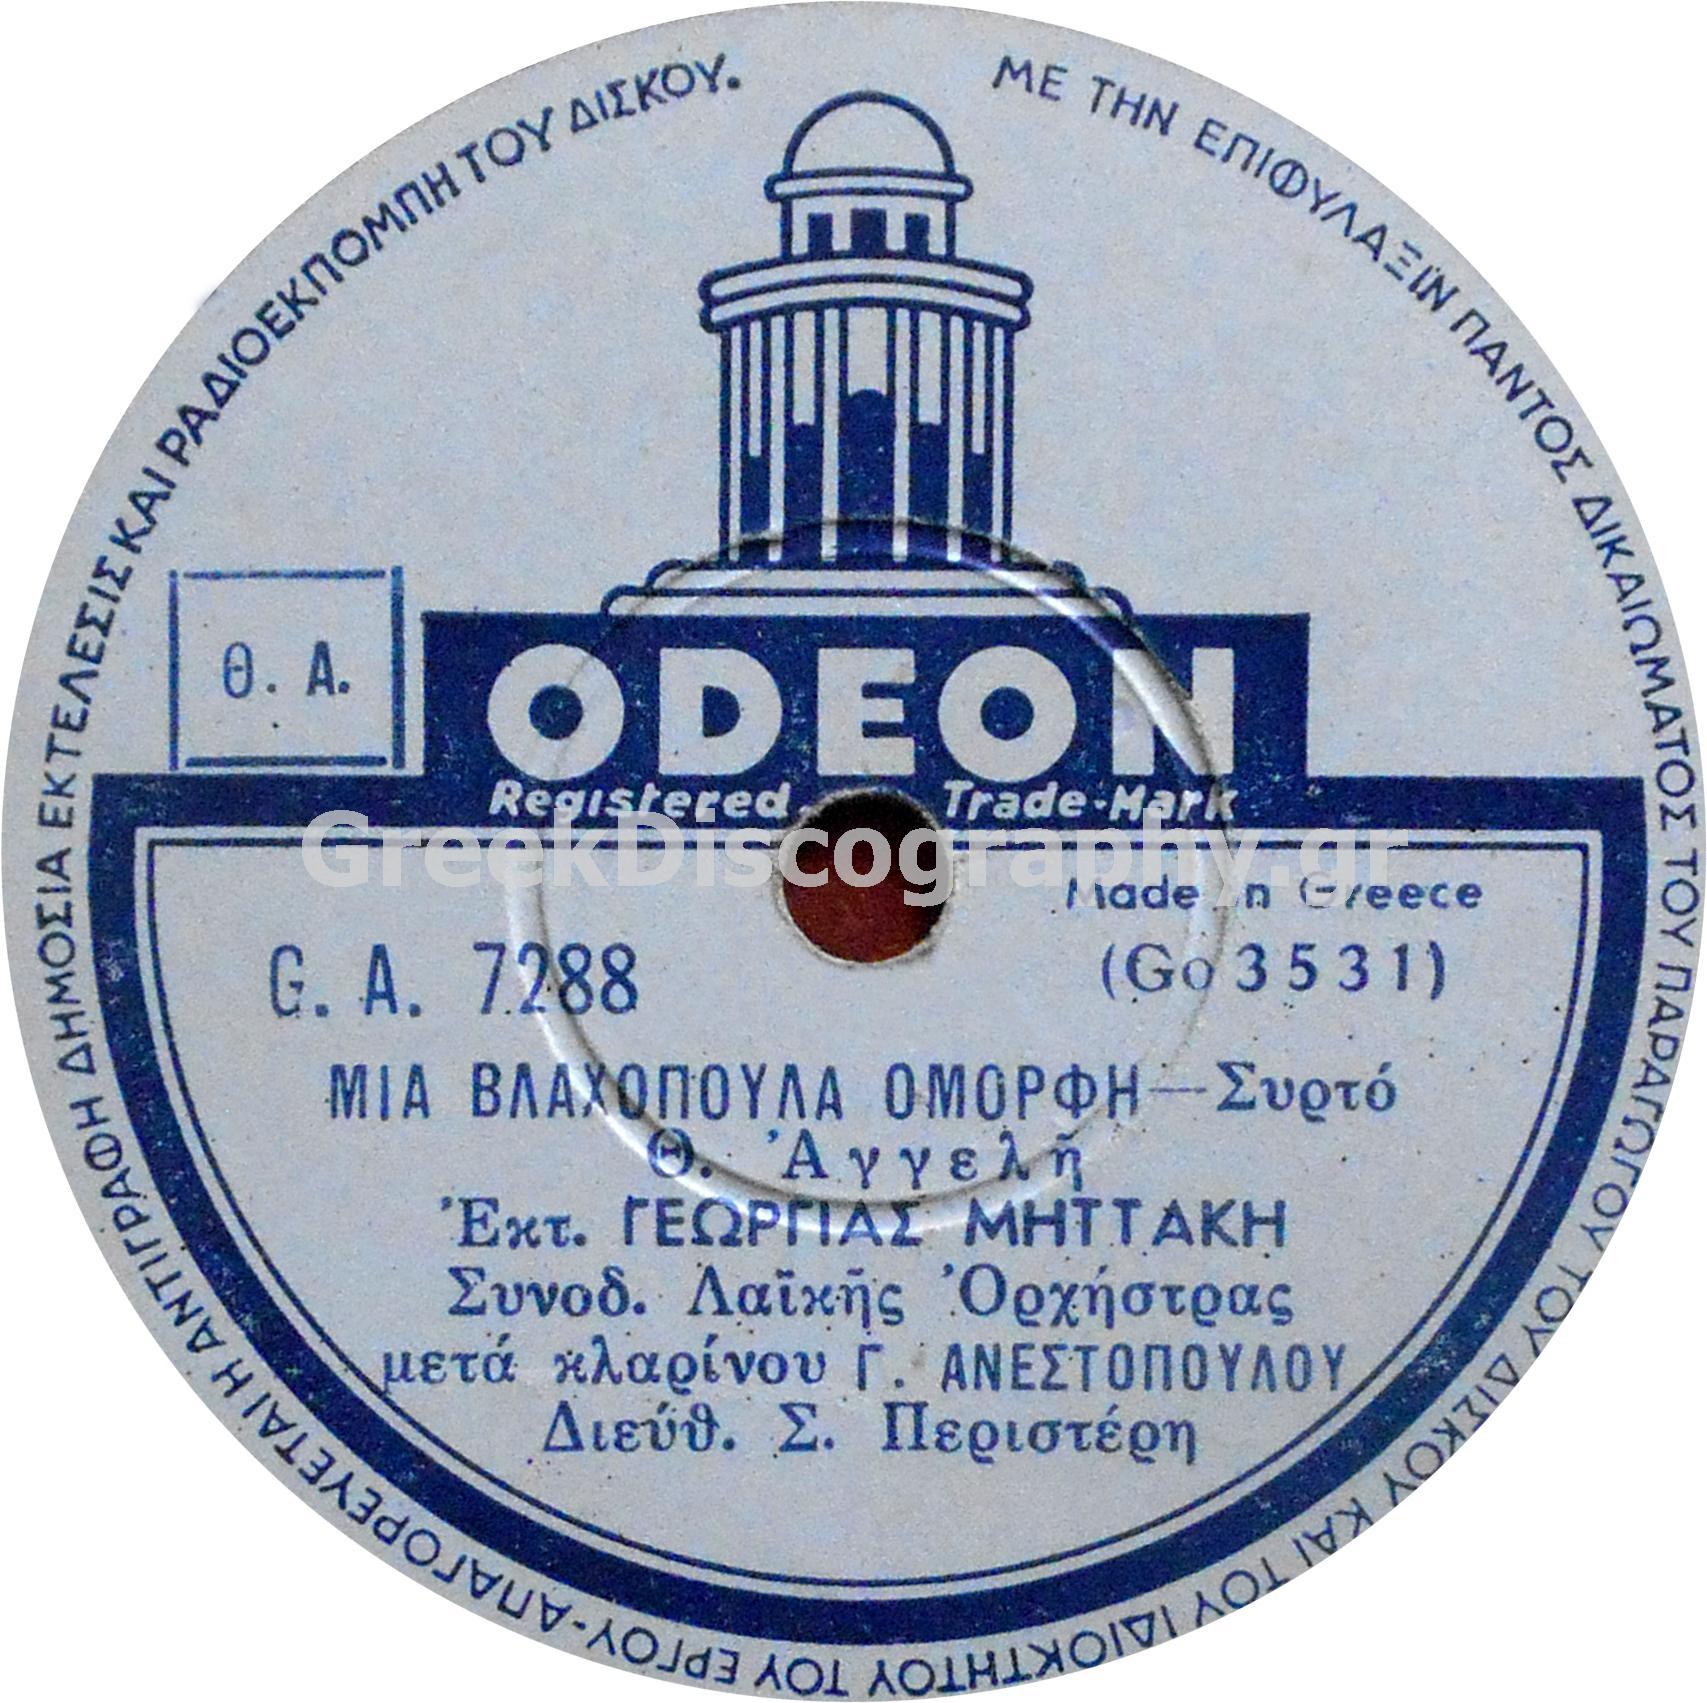 ΜΕ ΤΗΝ ΕΠΙΦΥΛΑΞΙΝ ΠΑΝΤΟΣ ΔΙΚΑΙΩΜΑΤΟΣ ΤΟΥ ΠΑΡΑΓΩΓΟΥ ΤΟΥ ΔΙΣΚΟΥ ΚΑΙ ΤΟΥ ΙΔΙΟΚΤΗΤΟΥ ΤΟΥ ΕΡΓΟΥ-ΑΠΑΓΟΡΕΥΕΤΑΙ Η ΑΝΤΙΓΡΑΦΗ ΔΗΜΟΣΙΑ ΕΚΤΕΛΕΣΙΣ ΚΑΙ ΡΑΔΙΟΕΚΠΟΜΠΗ ΤΟΥ ΔΙΣΚΟΥ.
Θ. Α.
ODEON
Registered Trade-Mark
GreekDiscography.gr
Made in Greece
G. A. 7288
(Go 3531)
ΜΙΑ ΒΛΑΧΟΠΟΥΛΑ ΟΜΟΡΦΗ — Συρτό
Θ. Ἀγγελῆ
Ἐκτ. ΓΕΩΡΓΙΑΣ ΜΗΤΤΑΚΗ
Συνοδ. Λαϊκῆς Ὀρχήστρας
μετά κλαρίνου Γ. ΑΝΕΣΤΟΠΟΥΛΟΥ
Διεύθ. Σ. Περιστέρη